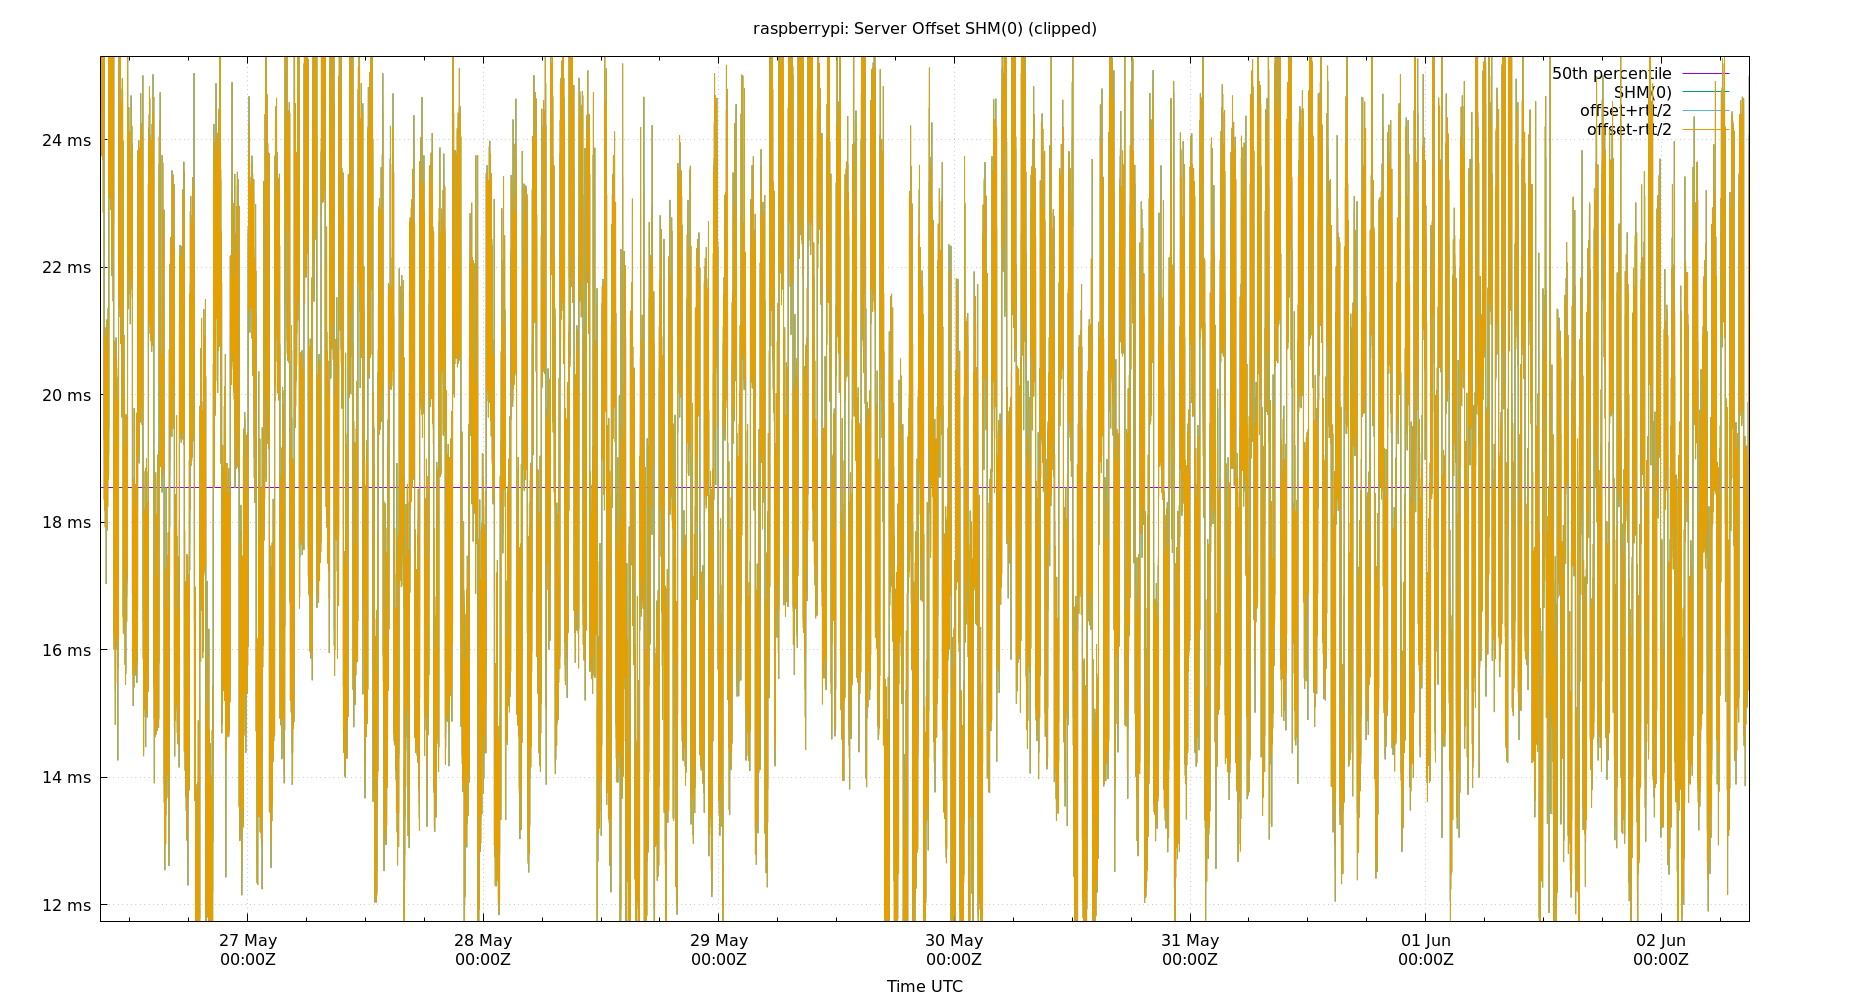 raspberrypi: Server Offset SHM(0) (clipped)
50th percentile
SHM(0)
offset+rtt/2
offset-rtt/2
24 ms
22 ms
20 ms
18 ms
16 ms
14 ms
12 ms
27 May
00:00Z
28 May
00:00Z
29 May
00:00Z
30 May
00:00Z
31 May
00:00Z
01 Jun
00:00Z
02 Jun
00:00Z
Time UTC